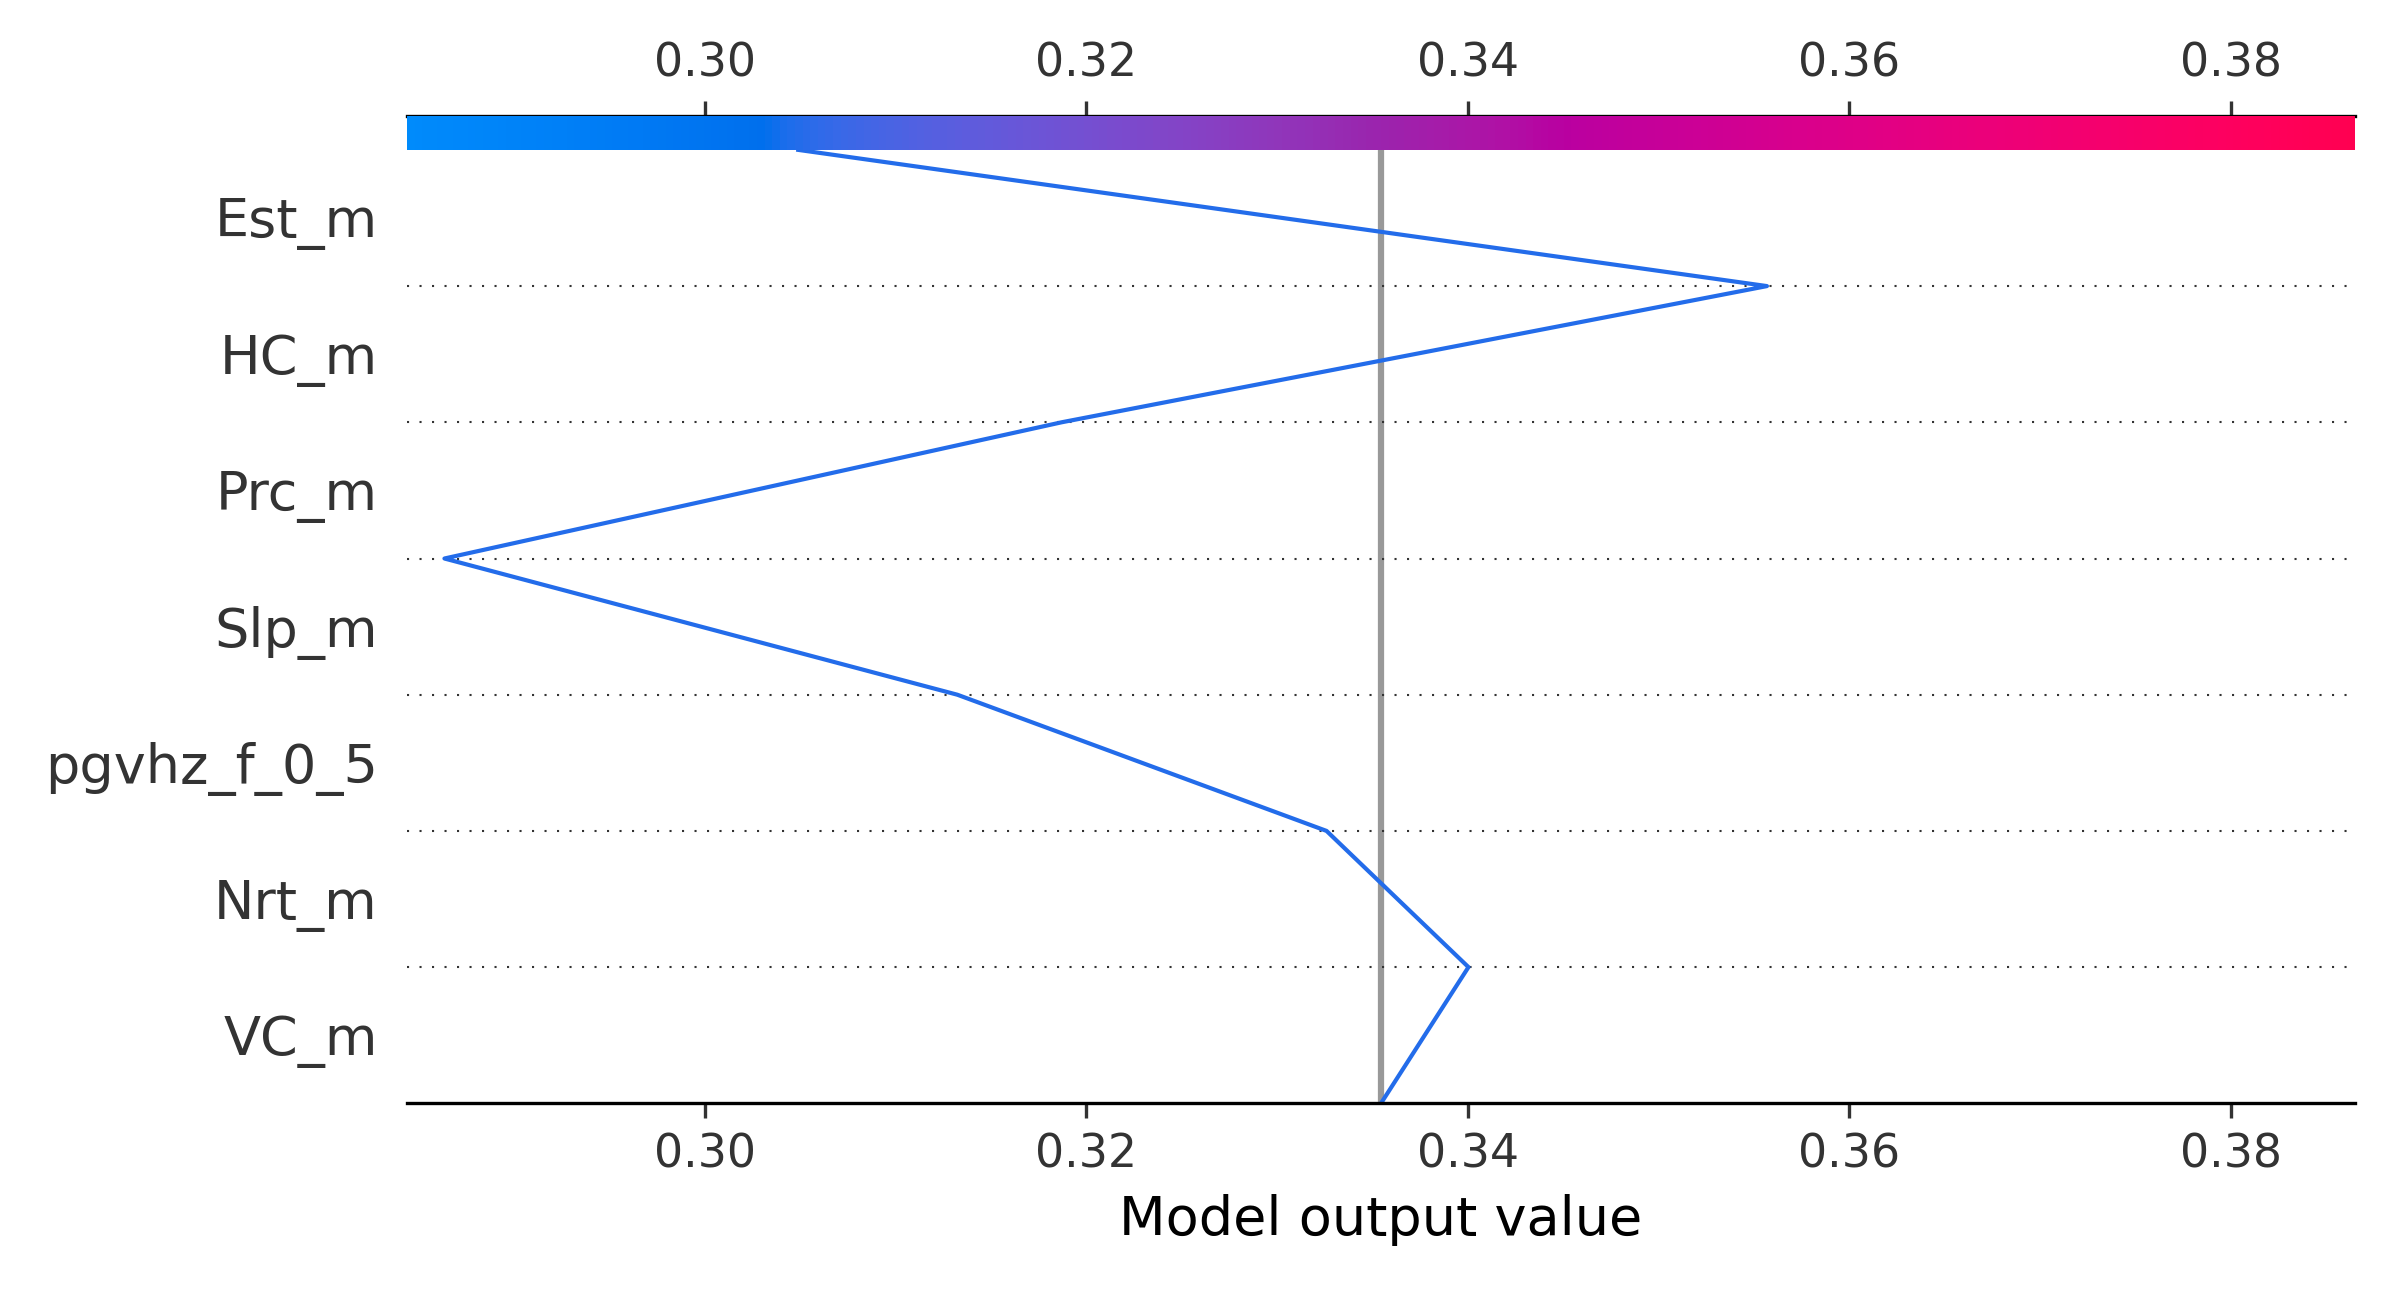 0.30 0.32 0.34 0.36 0.38
Est_m
HC_m
Prc_m
Slp_m
pgvhz_f_0_5
Nrt_m
VC_m
0.30 0.32 0.34 0.36 0.38
Model output value